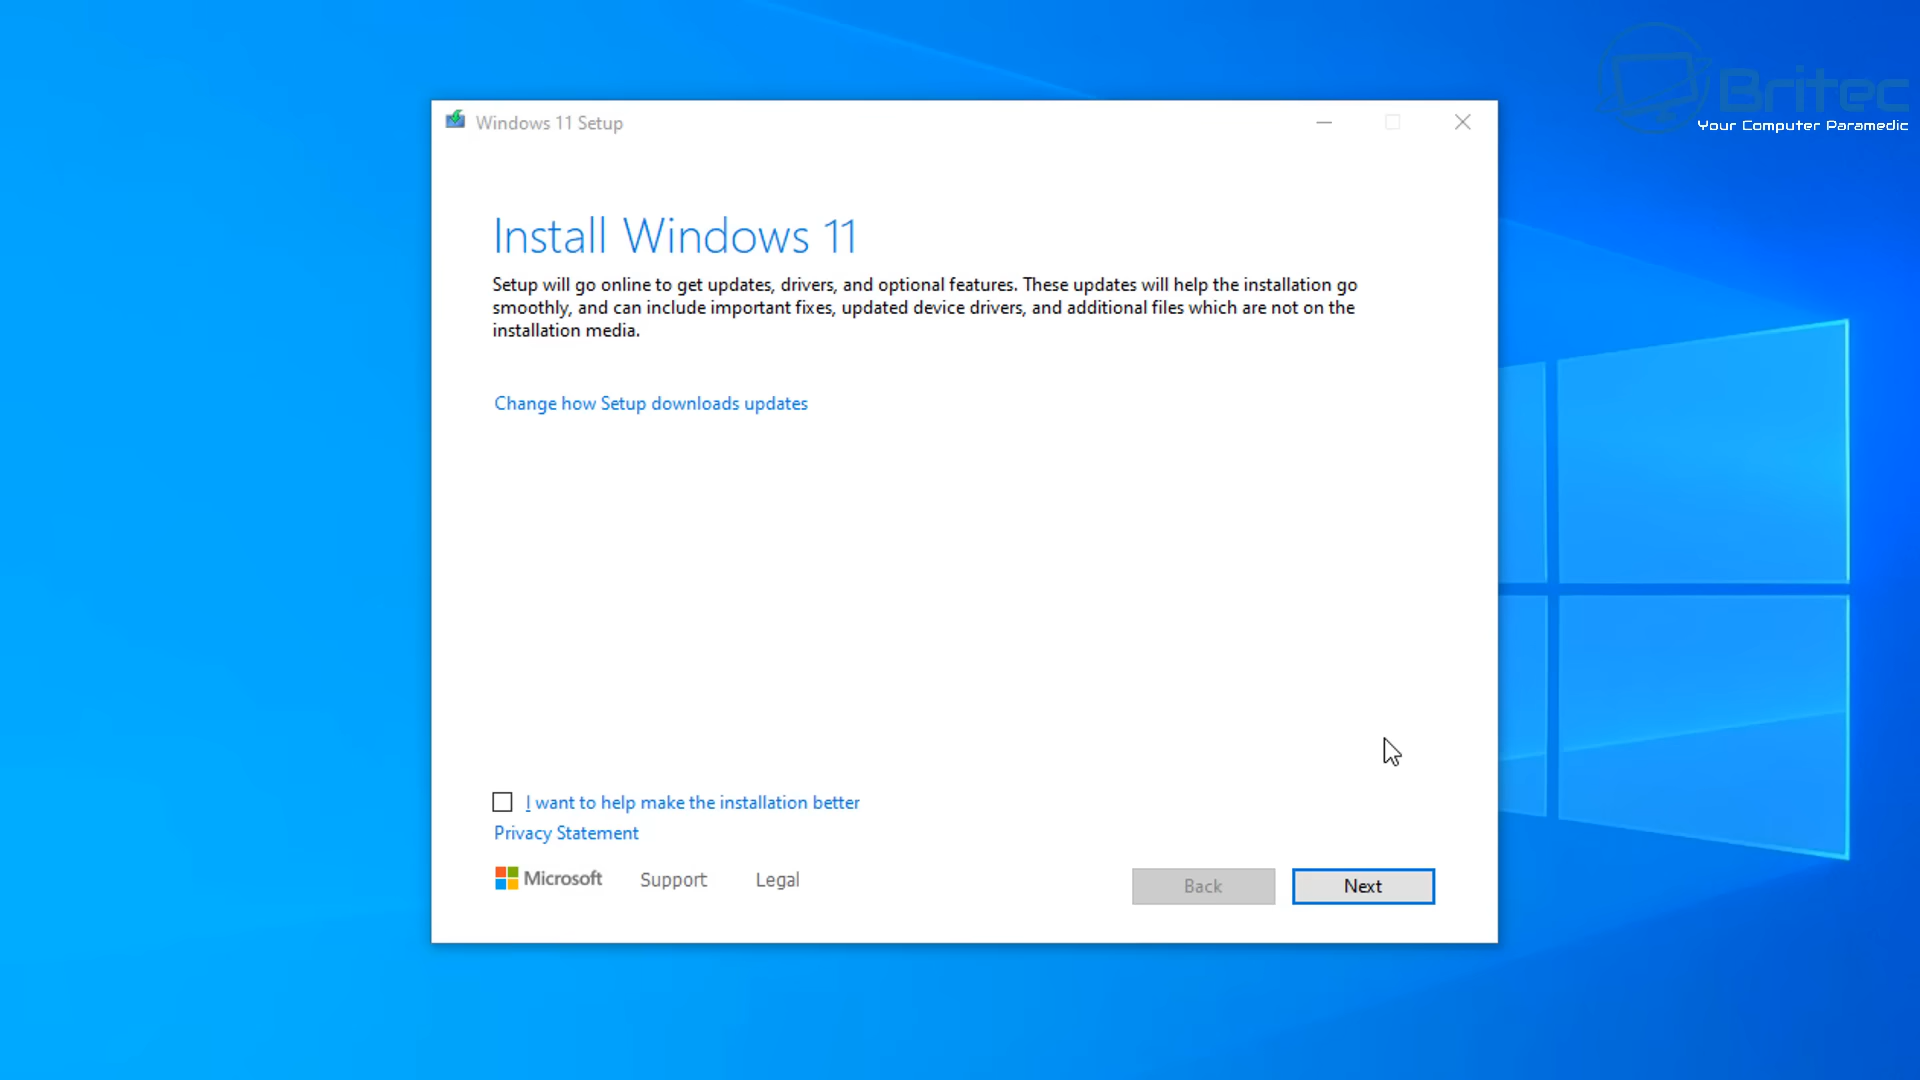 Britec
Your Computer Paramedic
Windows 11 Setup
Install Windows 11
Setup will go online to get updates, drivers, and optional features. These updates will help the installation go
smoothly, and can include important fixes, updated device drivers, and additional files which are not on the
installation media.
Change how Setup downloads updates
I want to help make the installation better
Privacy Statement
Microsoft Support Legal
Back Next